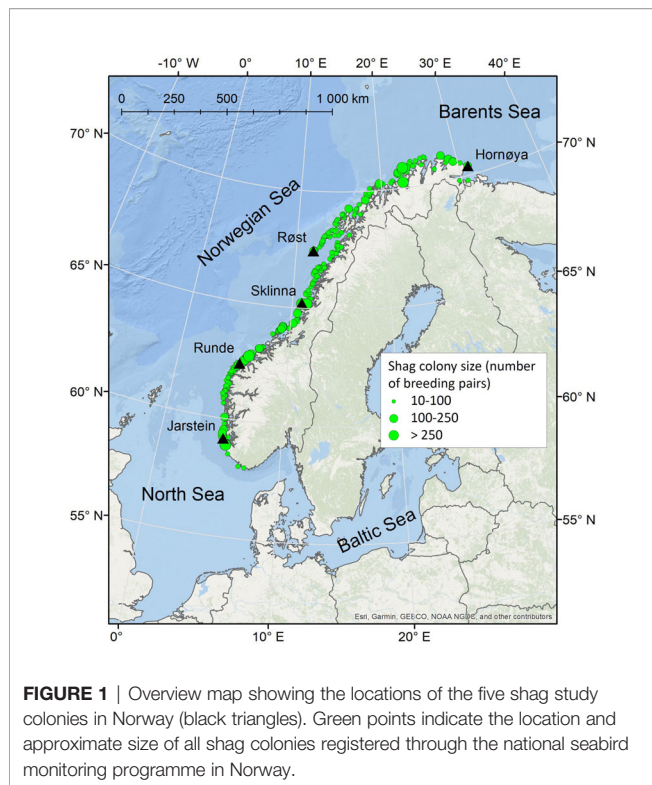 -10° W 0° 10° E 20° E 30° E 40° E
0 250 500 1 000 km
Barents Sea
70° N
70° N
Hornøya
Norwegian Sea
Røst
65° N
65° N
Sklinna
Runde
Shag colony size (number
of breeding pairs)
10-100
100-250
> 250
60° N
60° N
Jarstein
North Sea
55° N
55° N
Baltic Sea
Esri, Garmin, GEBCO, NOAA NGDC, and other contributors
0° 10° E 20° E
FIGURE 1 | Overview map showing the locations of the five shag study
colonies in Norway (black triangles). Green points indicate the location and
approximate size of all shag colonies registered through the national seabird
monitoring programme in Norway.